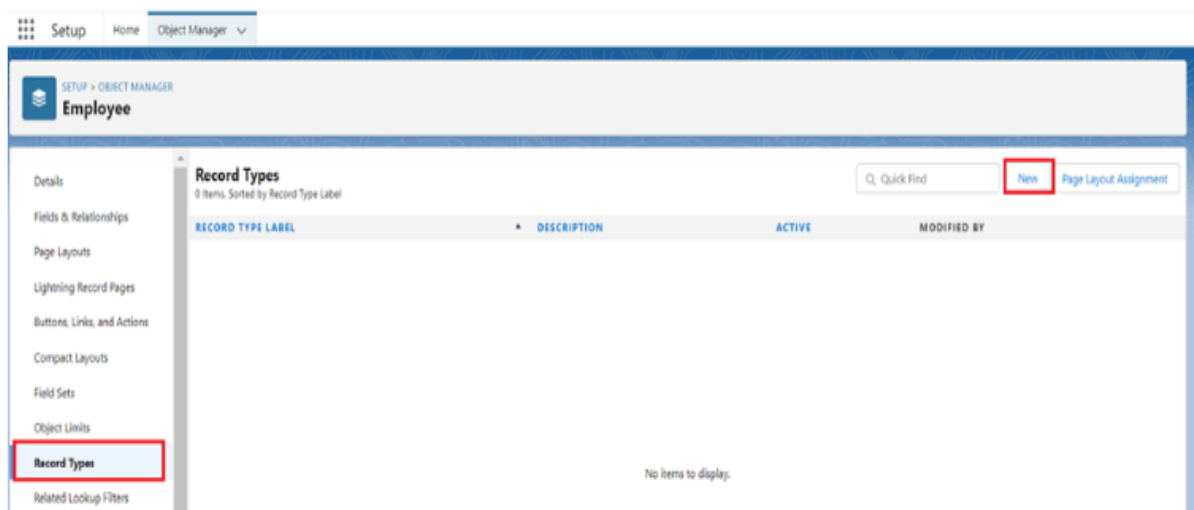 Setup Home Object Manager
SETUP > OBJECT MANAGER
Employee
Details
Fields & Relationships
Page Layouts
Lightning Record Pages
Buttons, Links, and Actions
Compact Layouts
Field Sets
Object Limits
Record Types
Related Lookup Filters
Record Types
0 Items, Sorted by Record Type Label
Quick Find
New
Page Layout Assignment
RECORD TYPE LABEL DESCRIPTION ACTIVE MODIFIED BY
No items to display.